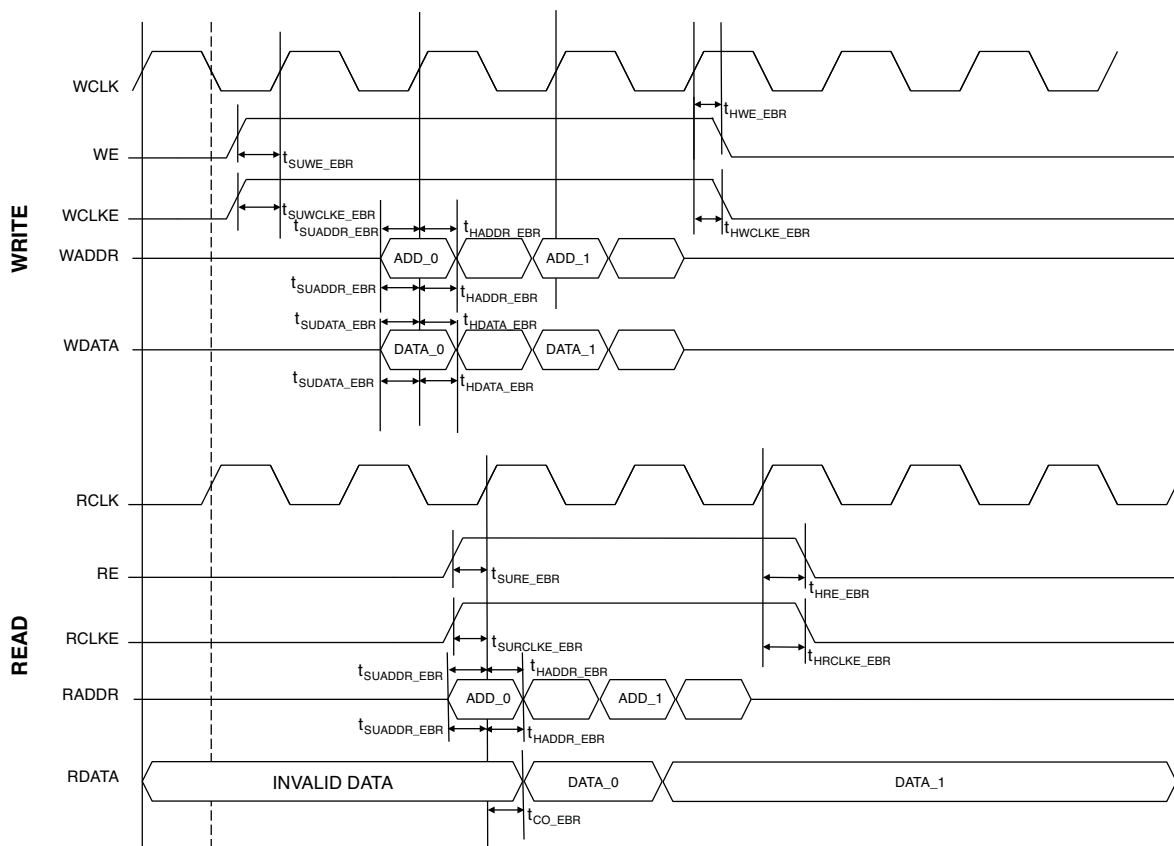 WRITE
WCLK
tHWE_EBR
WE
tSUWE_EBR
WCLKE
tSUWCLKE_EBR
tHWCLKE_EBR
tSUADDR_EBR
tHADDR_EBR
WADDR
ADD_0
ADD_1
tSUADDR_EBR
tHADDR_EBR
tSUDATA_EBR
tHDATA_EBR
WDATA
DATA_0
DATA_1
tSUDATA_EBR
tHDATA_EBR
READ
RCLK
RE
tSURE_EBR
tHRE_EBR
RCLKE
tSURCLKE_EBR
tHRCLKE_EBR
tSUADDR_EBR
tHADDR_EBR
RADDR
ADD_0
ADD_1
tSUADDR_EBR
tHADDR_EBR
RDATA
INVALID DATA
DATA_0
DATA_1
tCO_EBR